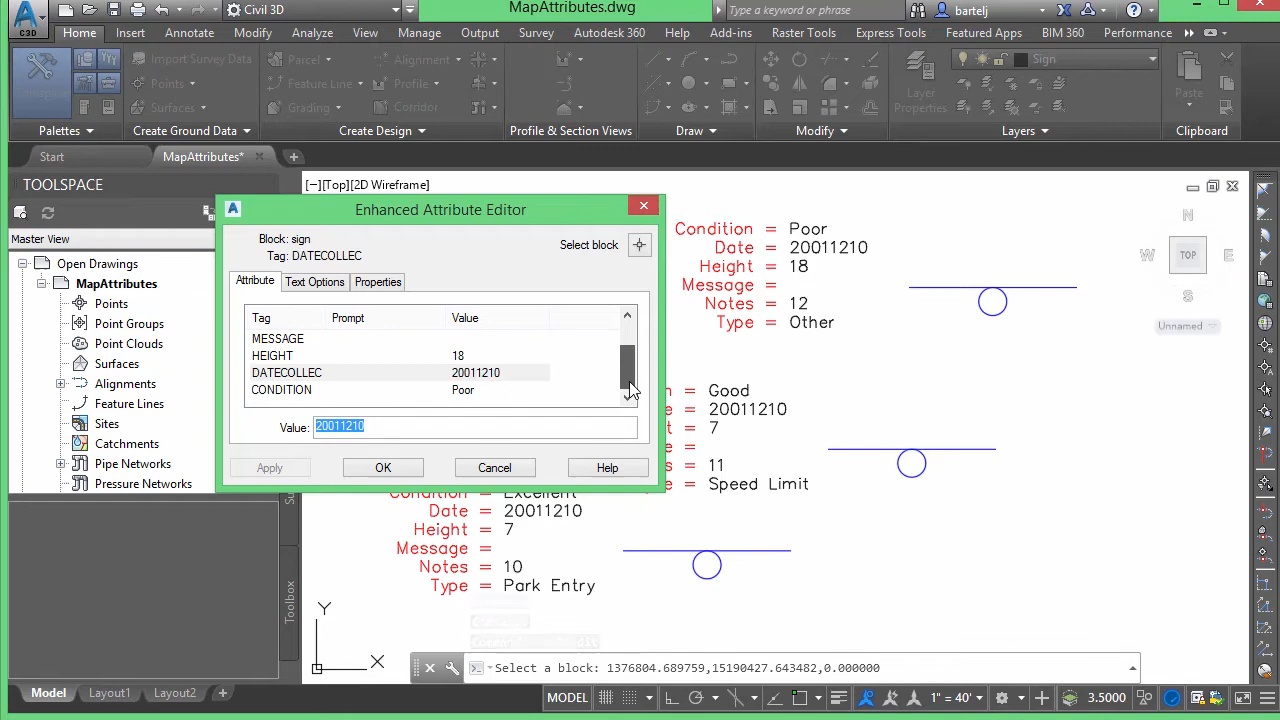 C3D
Civil 3D
MapAttributes.dwg
Type a keyword or phrase
bartelj
Home
Insert
Annotate
Modify
Analyze
View
Manage
Output
Survey
Autodesk 360
Help
Add-ins
Raster Tools
Express Tools
Featured Apps
BIM 360
Performance
Toolspace
Palettes
Import Survey Data
Points
Surfaces
Create Ground Data
Parcel
Feature Line
Grading
Alignment
Profile
Corridor
Create Design
Profile & Section Views
Draw
Modify
Layer
Properties
Sign
Layers
Paste
Clipboard
Start
MapAttributes*
TOOLSPACE
Master View
Open Drawings
MapAttributes
Points
Point Groups
Point Clouds
Surfaces
Alignments
Feature Lines
Sites
Catchments
Pipe Networks
Pressure Networks
Toolbox
[−][Top][2D Wireframe]
Enhanced Attribute Editor
Block: sign
Tag: DATECOLLEC
Select block
Attribute
Text Options
Properties
Tag Prompt Value
MESSAGE
HEIGHT 18
DATECOLLEC 20011210
CONDITION Poor
Value: 20011210
Apply
OK
Cancel
Help
Condition = Poor
Date = 20011210
Height = 18
Message =
Notes = 12
Type = Other
N
W TOP E
S
Unnamed
= Good
= 20011210
= 7
=
= 11
= Speed Limit
Condition = Excellent
Date = 20011210
Height = 7
Message =
Notes = 10
Type = Park Entry
Y
X
Select a block: 1376804.689759,15190427.643482,0.000000
Model
Layout1
Layout2
MODEL
1" = 40'
3.5000